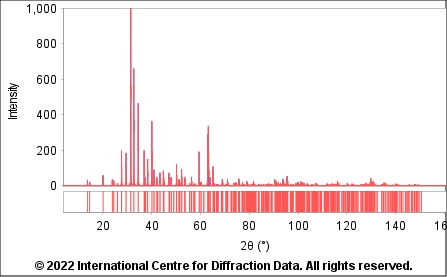 1,000
800
600
400
200
0
Intensity
20 40 60 80 100 120 140 16
2θ (°)
© 2022 International Centre for Diffraction Data. All rights reserved.